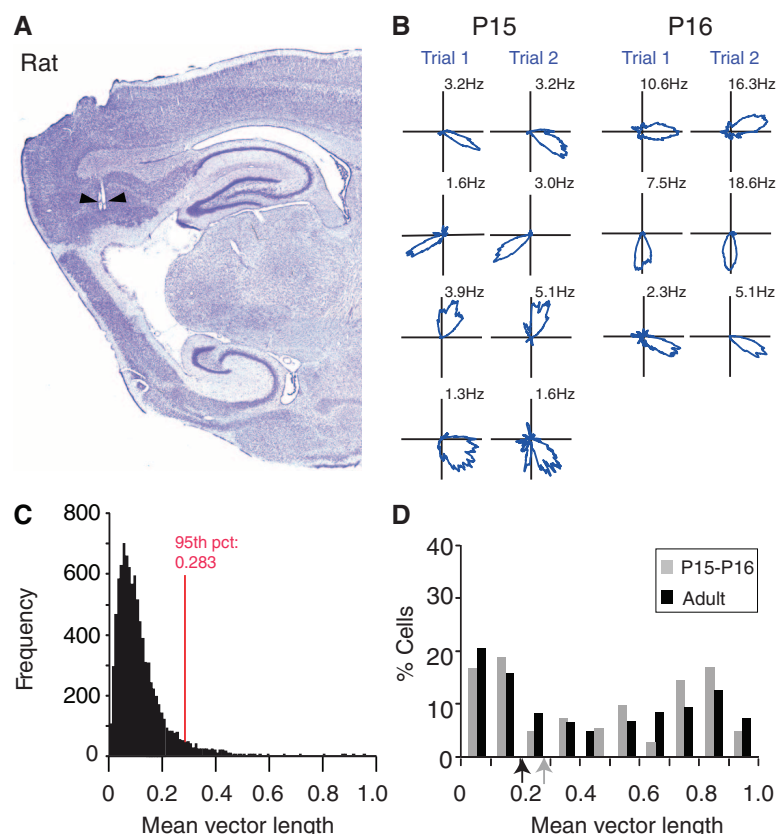 A
Rat
B
P15
P16
Trial 1
Trial 2
Trial 1
Trial 2
3.2Hz
3.2Hz
10.6Hz
16.3Hz
1.6Hz
3.0Hz
7.5Hz
18.6Hz
3.9Hz
5.1Hz
2.3Hz
5.1Hz
1.3Hz
1.6Hz
C
800
600
400
200
0
Frequency
95th pct:
0.283
0
0.2
0.4
0.6
0.8
1.0
Mean vector length
D
40
30
20
10
0
% Cells
P15-P16
Adult
0
0.2
0.4
0.6
0.8
1.0
Mean vector length